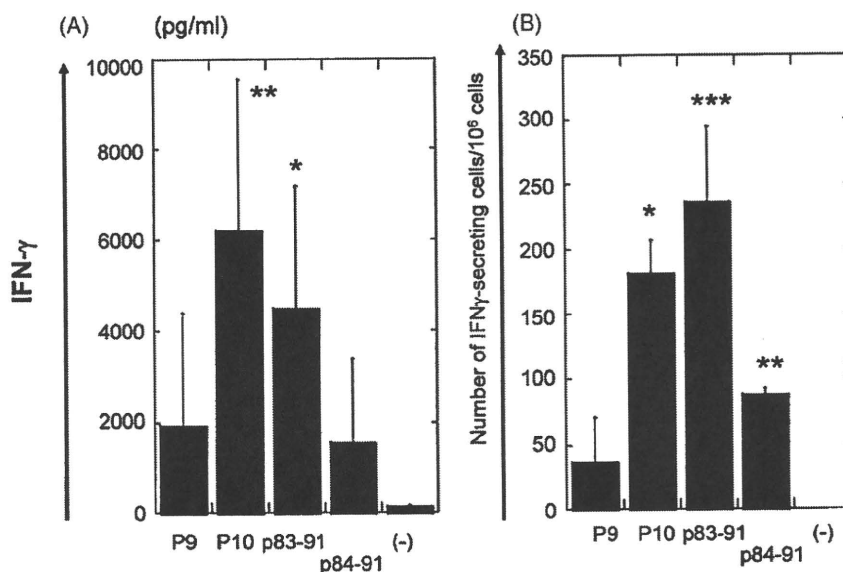 (A) (pg/ml)
IFN-γ
10000
8000
6000
4000
2000
0
**
*
P9 P10 p83-91 (-)
p84-91
(B)
Number of IFNγ-secreting cells/10⁶ cells
350
300
250
200
150
100
50
0
*
***
**
P9 P10 p83-91 (-)
p84-91